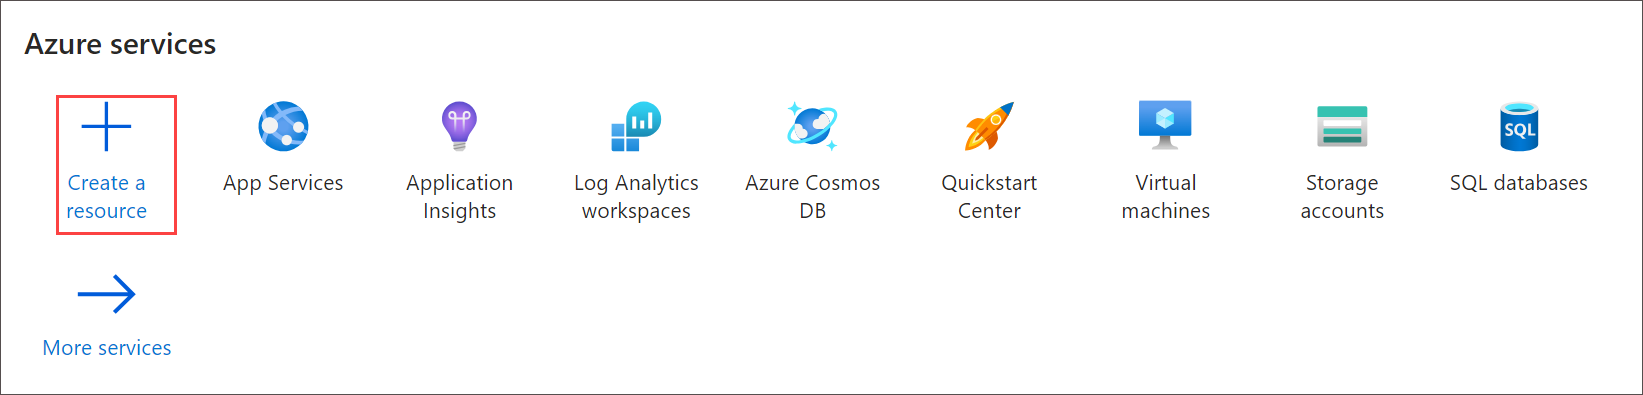 Azure services
Create a
resource
App Services
Application
Insights
Log Analytics
workspaces
Azure Cosmos
DB
Quickstart
Center
Virtual
machines
Storage
accounts
SQL
SQL databases
More services